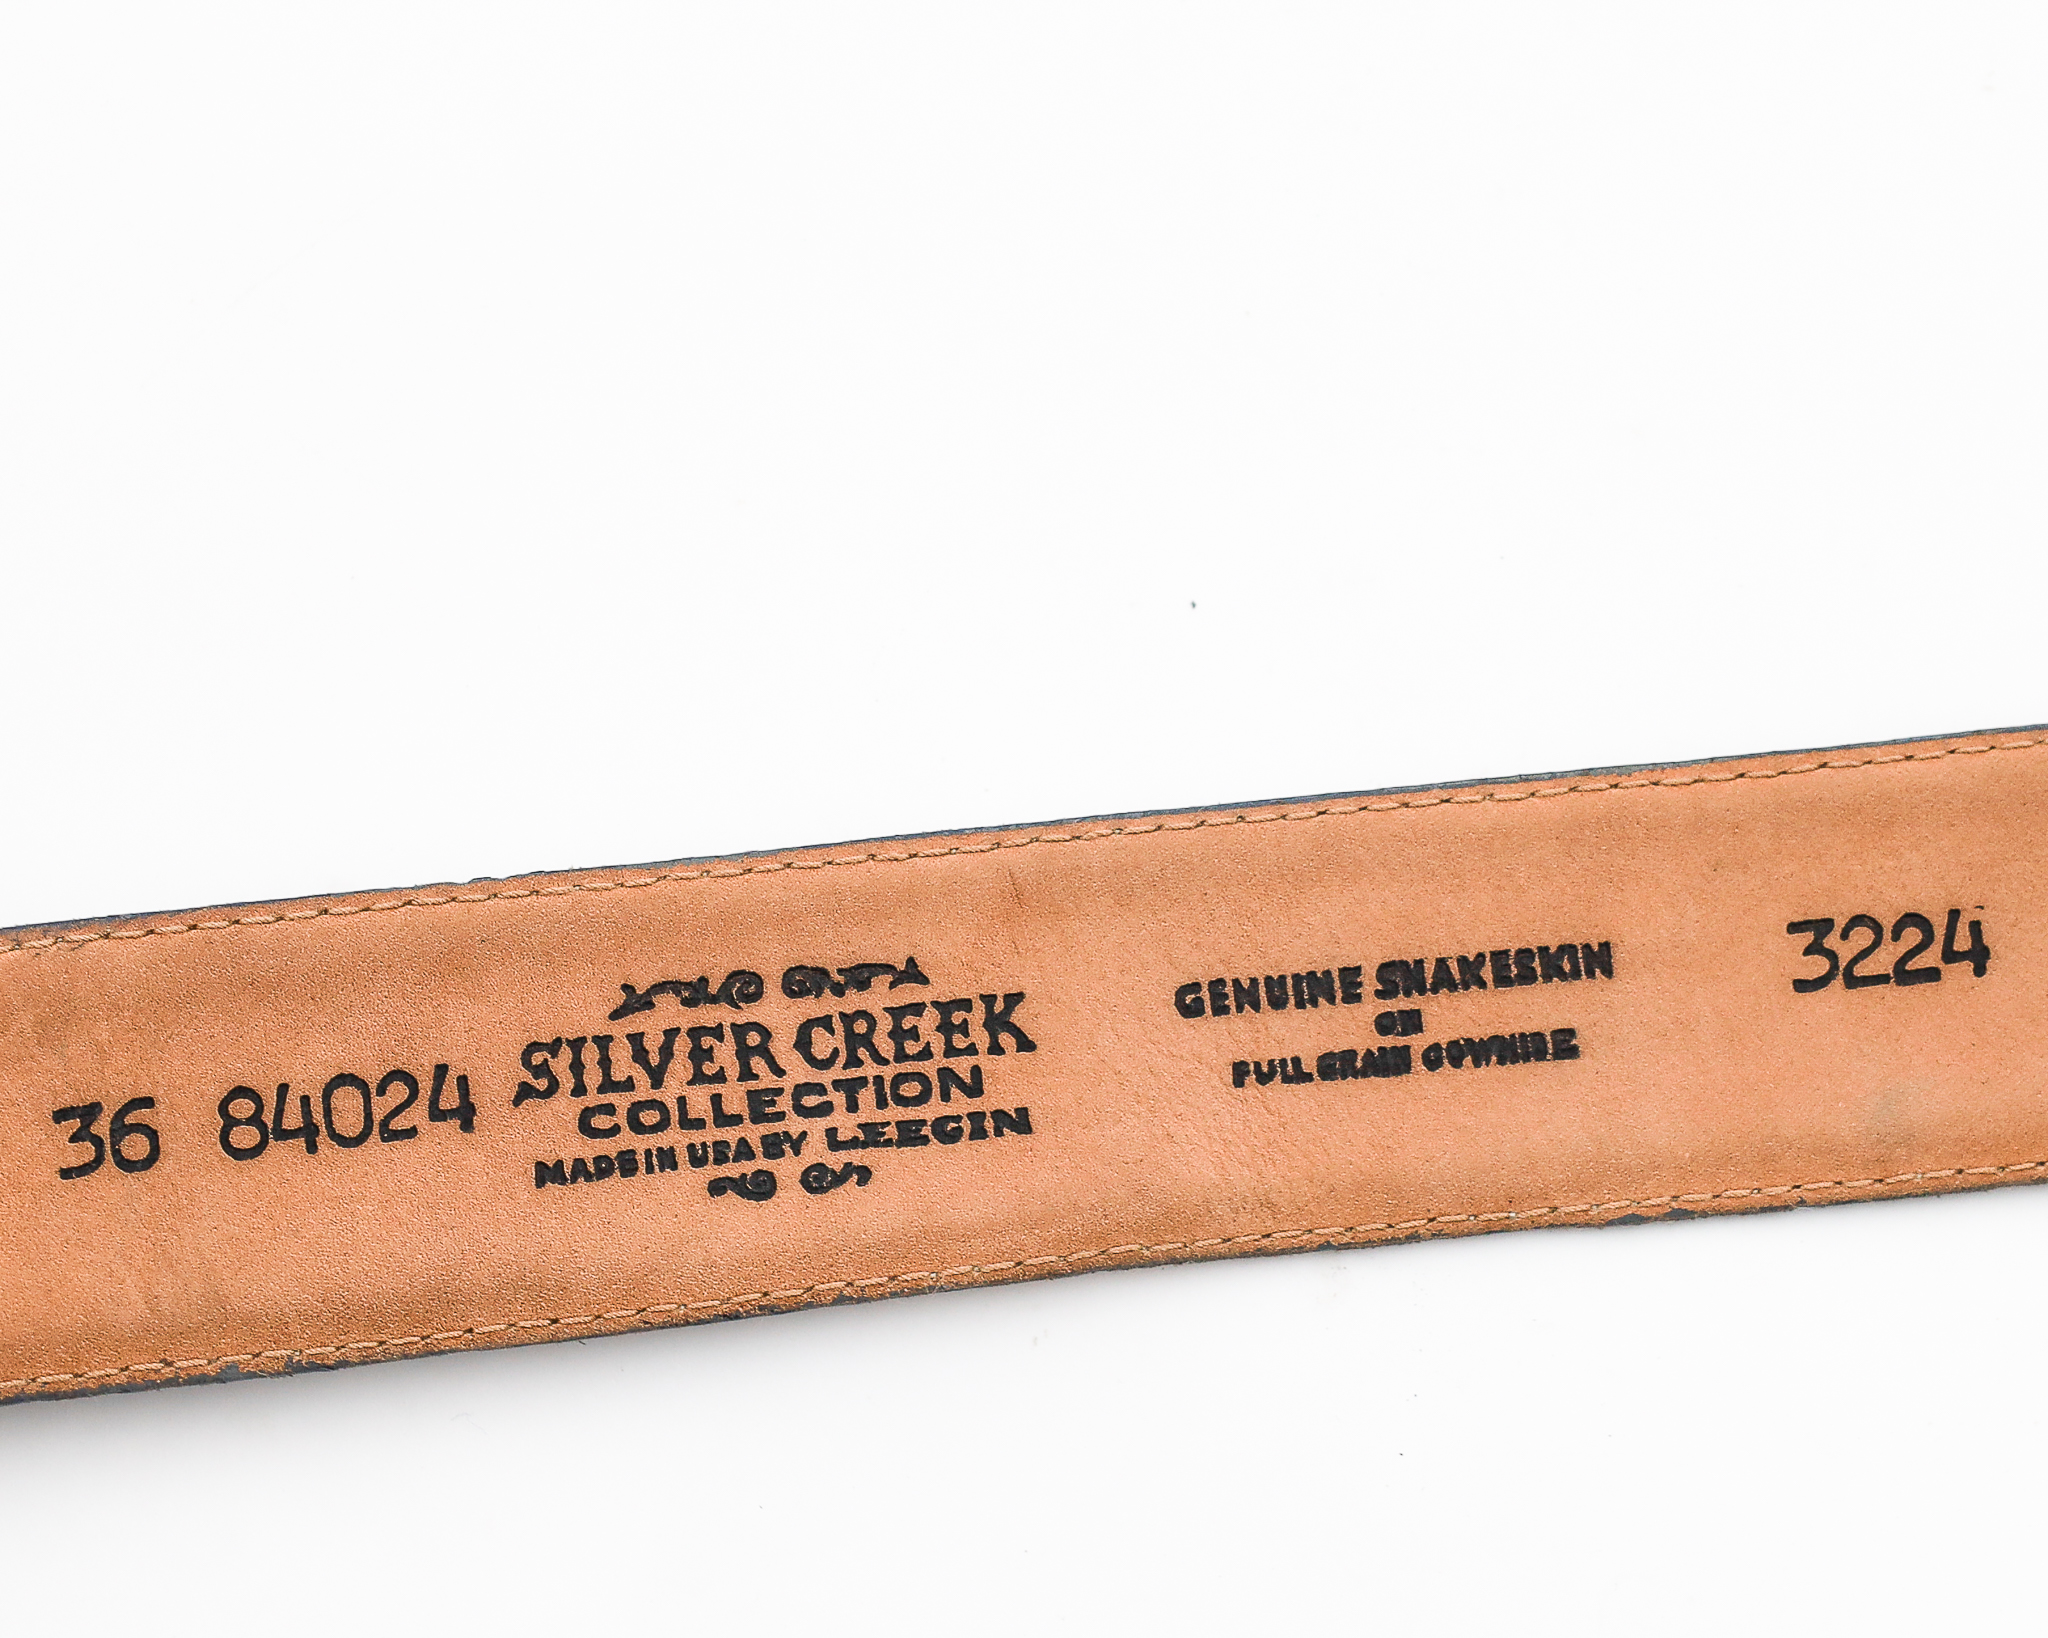 36 84024
SILVER CREEK
COLLECTION
MADE IN USA BY LEEGIN
GENUINE SNAKESKIN
ON
FULL GRAIN COWHIDE
3224